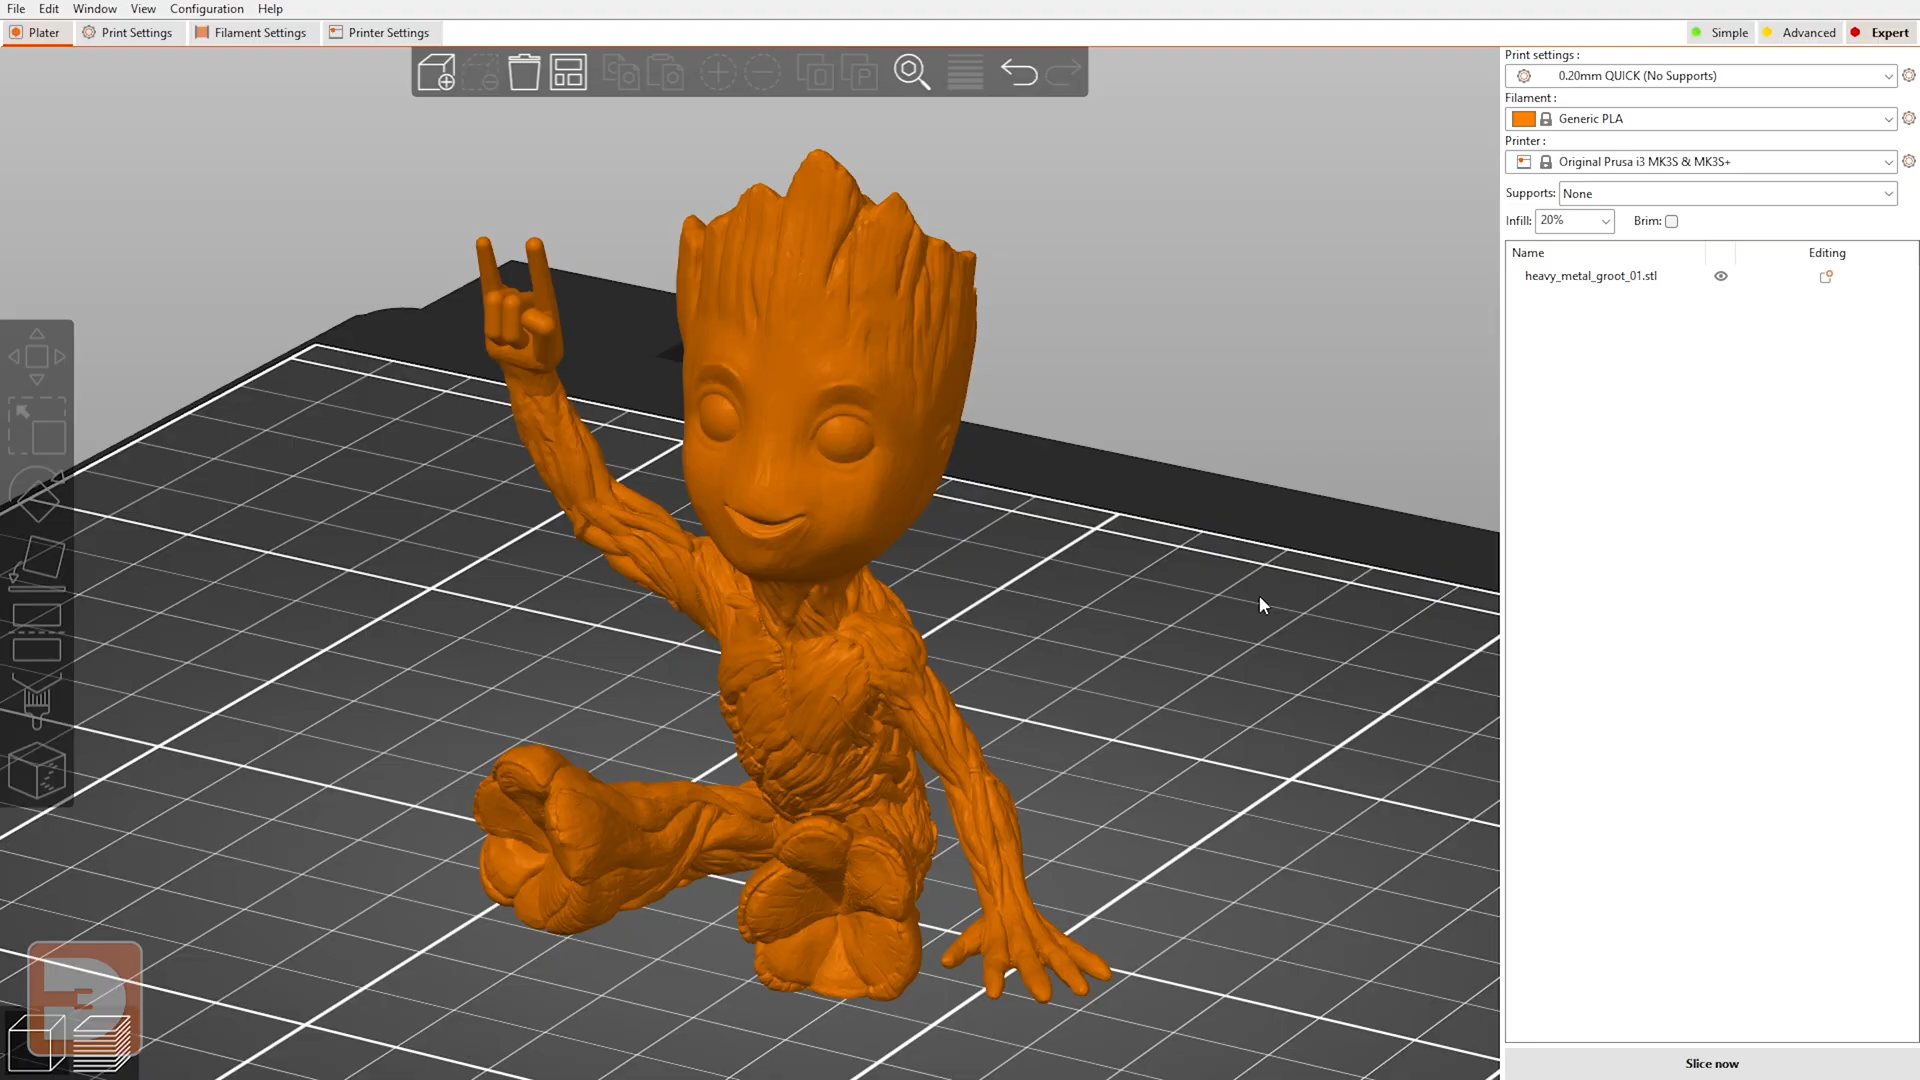 File Edit Window View Configuration Help
Plater Print Settings Filament Settings Printer Settings Simple Advanced Expert
Print settings :
0.20mm QUICK (No Supports)
Filament :
Generic PLA
Printer :
Original Prusa i3 MK3S & MK3S+
Supports: None
Infill: 20% Brim:
Name Editing
heavy_metal_groot_01.stl
Slice now